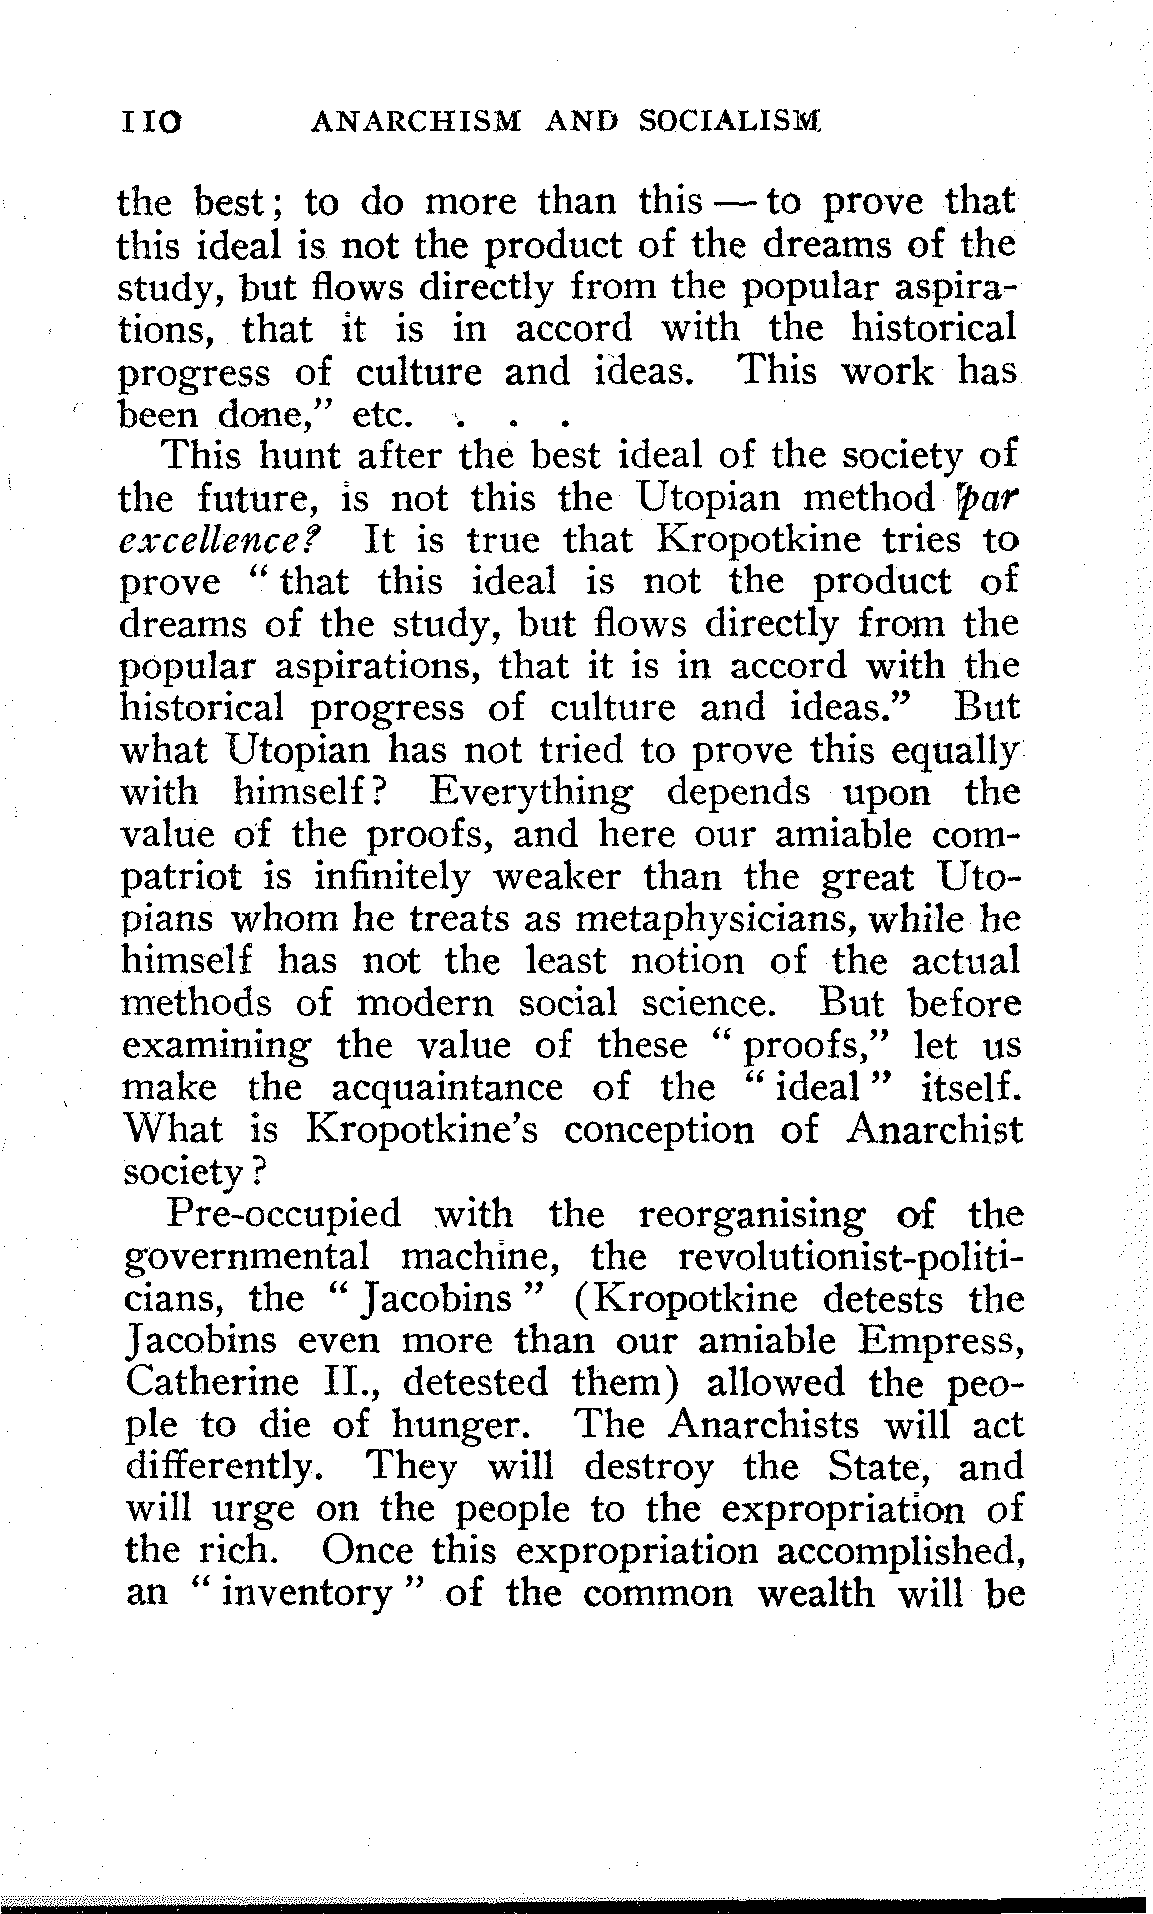 110 ANARCHISM AND SOCIALISM
the best; to do more than this — to prove that
this ideal is not the product of the dreams of the
study, but flows directly from the popular aspira-
tions, that it is in accord with the historical
progress of culture and ideas. This work has
been done,” etc. . . .
This hunt after the best ideal of the society of
the future, is not this the Utopian method par
excellence? It is true that Kropotkine tries to
prove “that this ideal is not the product of
dreams of the study, but flows directly from the
popular aspirations, that it is in accord with the
historical progress of culture and ideas.” But
what Utopian has not tried to prove this equally
with himself? Everything depends upon the
value of the proofs, and here our amiable com-
patriot is infinitely weaker than the great Uto-
pians whom he treats as metaphysicians, while he
himself has not the least notion of the actual
methods of modern social science. But before
examining the value of these “proofs,” let us
make the acquaintance of the “ideal” itself.
What is Kropotkine's conception of Anarchist
society?
Pre-occupied with the reorganising of the
governmental machine, the revolutionist-politi-
cians, the “Jacobins” (Kropotkine detests the
Jacobins even more than our amiable Empress,
Catherine II., detested them) allowed the peo-
ple to die of hunger. The Anarchists will act
differently. They will destroy the State, and
will urge on the people to the expropriation of
the rich. Once this expropriation accomplished,
an “inventory” of the common wealth will be